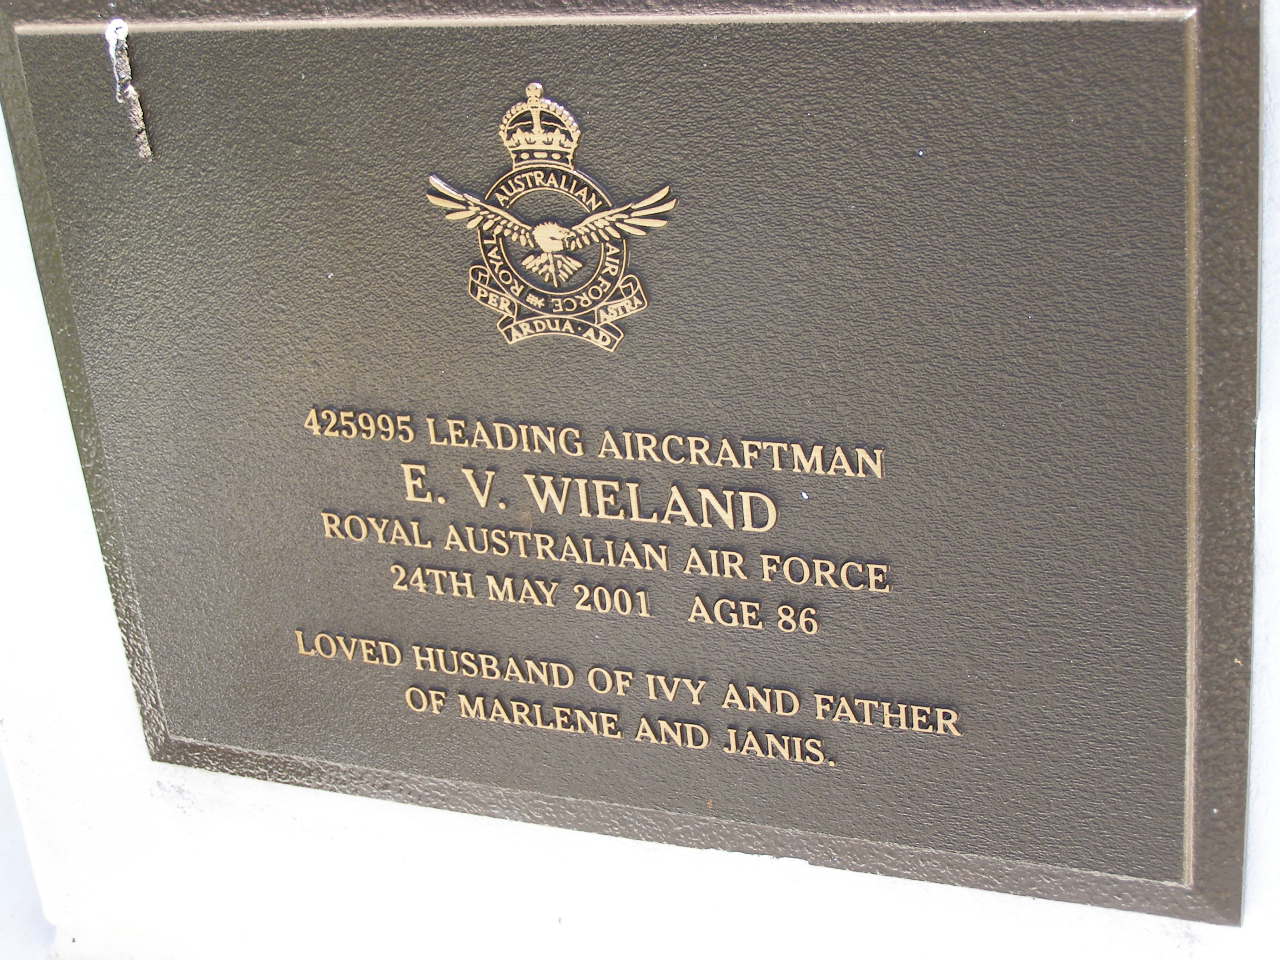 AUSTRALIAN
ROYAL AIR FORCE
PER ARDUA · AD ASTRA
425995 LEADING AIRCRAFTMAN
E. V. WIELAND
ROYAL AUSTRALIAN AIR FORCE
24TH MAY 2001 AGE 86
LOVED HUSBAND OF IVY AND FATHER
OF MARLENE AND JANIS.